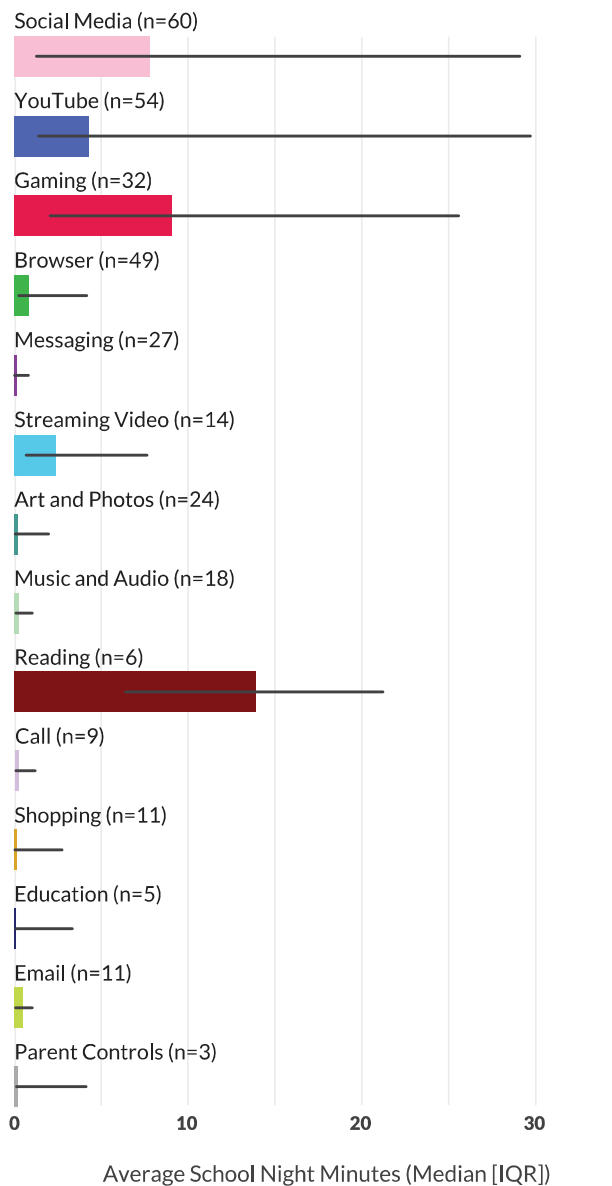 Social Media (n=60)
YouTube (n=54)
Gaming (n=32)
Browser (n=49)
Messaging (n=27)
Streaming Video (n=14)
Art and Photos (n=24)
Music and Audio (n=18)
Reading (n=6)
Call (n=9)
Shopping (n=11)
Education (n=5)
Email (n=11)
Parent Controls (n=3)
0 10 20 30
Average School Night Minutes (Median [IQR])